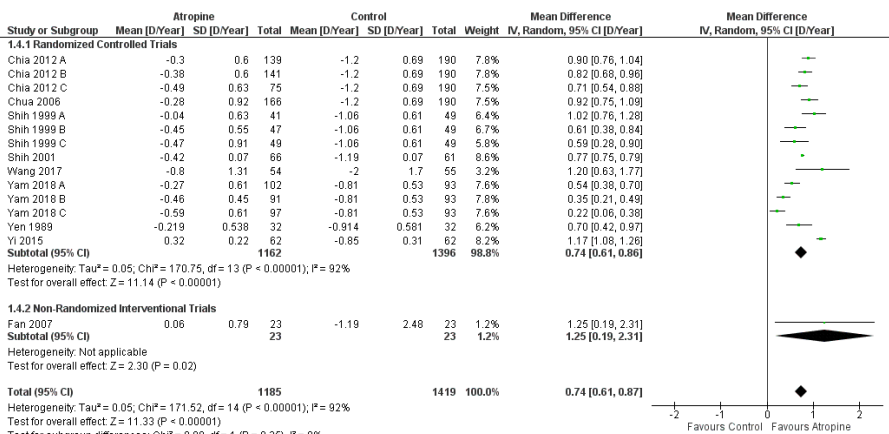 Atropine Control Mean Difference Mean Difference
Study or Subgroup Mean [D/Year] SD [D/Year] Total Mean [D/Year] SD [D/Year] Total Weight IV, Random, 95% CI [D/Year] IV, Random, 95% CI [D/Year]
1.4.1 Randomized Controlled Trials
Chia 2012 A -0.3 0.6 139 -1.2 0.69 190 7.8% 0.90 [0.76, 1.04]
Chia 2012 B -0.38 0.6 141 -1.2 0.69 190 7.8% 0.82 [0.68, 0.96]
Chia 2012 C -0.49 0.63 75 -1.2 0.69 190 7.5% 0.71 [0.54, 0.88]
Chua 2006 -0.28 0.92 166 -1.2 0.69 190 7.5% 0.92 [0.75, 1.09]
Shih 1999 A -0.04 0.63 41 -1.06 0.61 49 6.4% 1.02 [0.76, 1.28]
Shih 1999 B -0.45 0.55 47 -1.06 0.61 49 6.8% 0.61 [0.38, 0.84]
Shih 1999 C -0.47 0.91 49 -1.06 0.61 49 5.8% 0.59 [0.28, 0.90]
Shih 2001 -0.42 0.07 66 -1.19 0.07 61 8.6% 0.77 [0.75, 0.79]
Wang 2017 -0.8 1.31 54 -2 1.7 55 2.9% 1.20 [0.63, 1.77]
Yam 2018 A -0.27 0.61 102 -0.81 0.53 93 7.6% 0.54 [0.38, 0.70]
Yam 2018 B -0.46 0.45 91 -0.81 0.53 93 7.8% 0.35 [0.21, 0.49]
Yam 2018 C -0.59 0.61 97 -0.81 0.53 93 7.6% 0.22 [0.06, 0.38]
Yen 1989 -0.219 0.538 32 -0.914 0.581 32 6.2% 0.70 [0.42, 0.97]
Yi 2015 0.32 0.22 62 -0.85 0.31 62 8.3% 1.17 [1.08, 1.26]
Subtotal (95% CI) 1162 1396 98.8% 0.74 [0.61, 0.86]
Heterogeneity: Tau² = 0.05; Chi² = 170.75, df = 13 (P < 0.00001); I² = 92%
Test for overall effect: Z = 11.14 (P < 0.00001)
1.4.2 Non-Randomized Interventional Trials
Fan 2007 0.06 0.79 23 -1.19 2.48 23 1.2% 1.25 [0.19, 2.31]
Subtotal (95% CI) 23 23 1.2% 1.25 [0.19, 2.31]
Heterogeneity: Not applicable
Test for overall effect: Z = 2.30 (P = 0.02)
Total (95% CI) 1185 1419 100.0% 0.74 [0.61, 0.87]
Heterogeneity: Tau² = 0.05; Chi² = 171.52, df = 14 (P < 0.00001); I² = 92%
Test for overall effect: Z = 11.33 (P < 0.00001)
-2 -1 0 1 2
Favours Control Favours Atropine